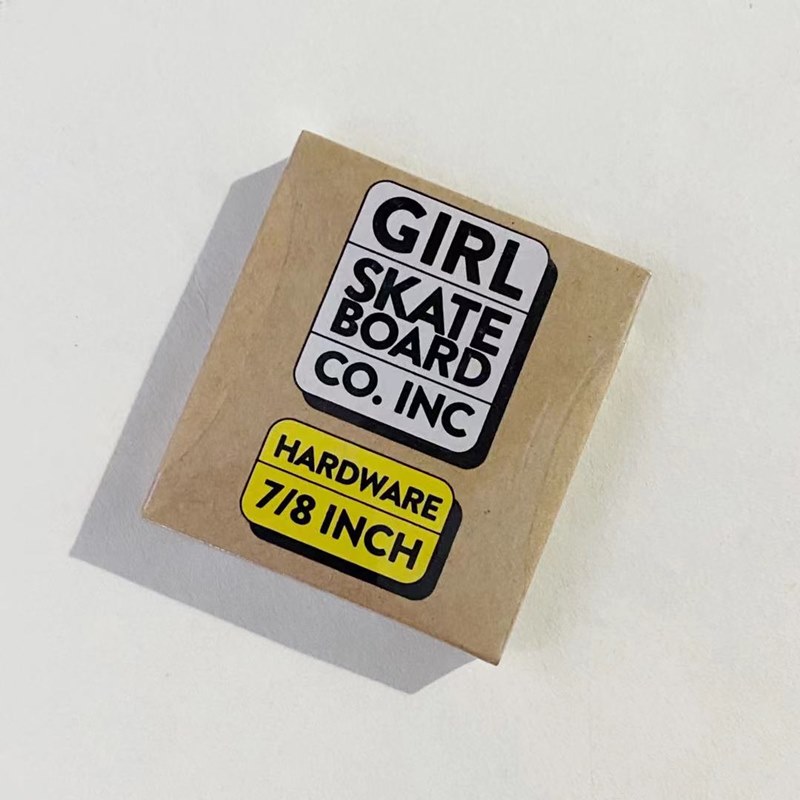 GIRL
SKATE
BOARD
CO. INC
HARDWARE
7/8 INCH